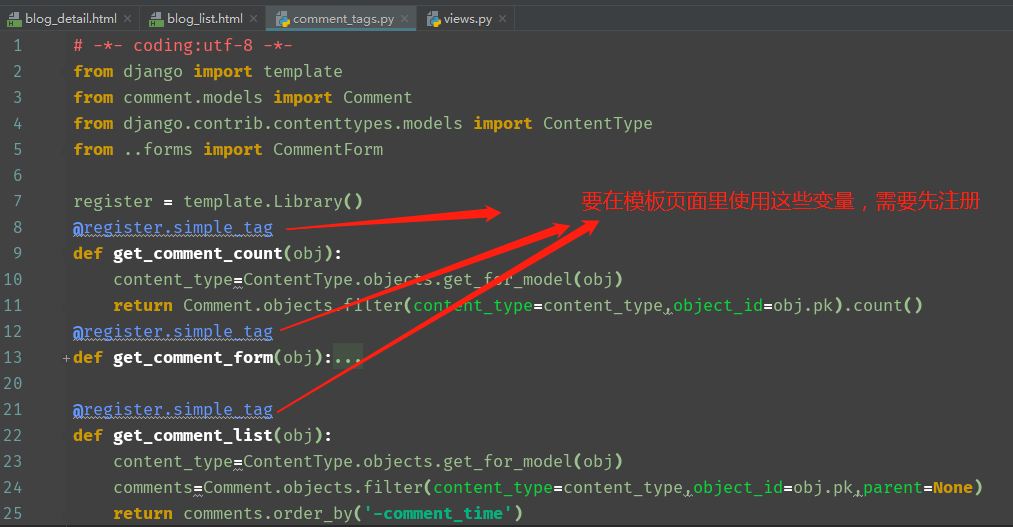 blog_detail.html × blog_list.html × comment_tags.py × views.py ×
1 # -*- coding:utf-8 -*-
2 from django import template
3 from comment.models import Comment
4 from django.contrib.contenttypes.models import ContentType
5 from ..forms import CommentForm
6
7 register = template.Library() 要在模板页面里使用这些变量，需要先注册
8 @register.simple_tag
9 def get_comment_count(obj):
10 content_type=ContentType.objects.get_for_model(obj)
11 return Comment.objects.filter(content_type=content_type,object_id=obj.pk).count()
12 @register.simple_tag
13 +def get_comment_form(obj):...
20
21 @register.simple_tag
22 def get_comment_list(obj):
23 content_type=ContentType.objects.get_for_model(obj)
24 comments=Comment.objects.filter(content_type=content_type,object_id=obj.pk,parent=None)
25 return comments.order_by('-comment_time')